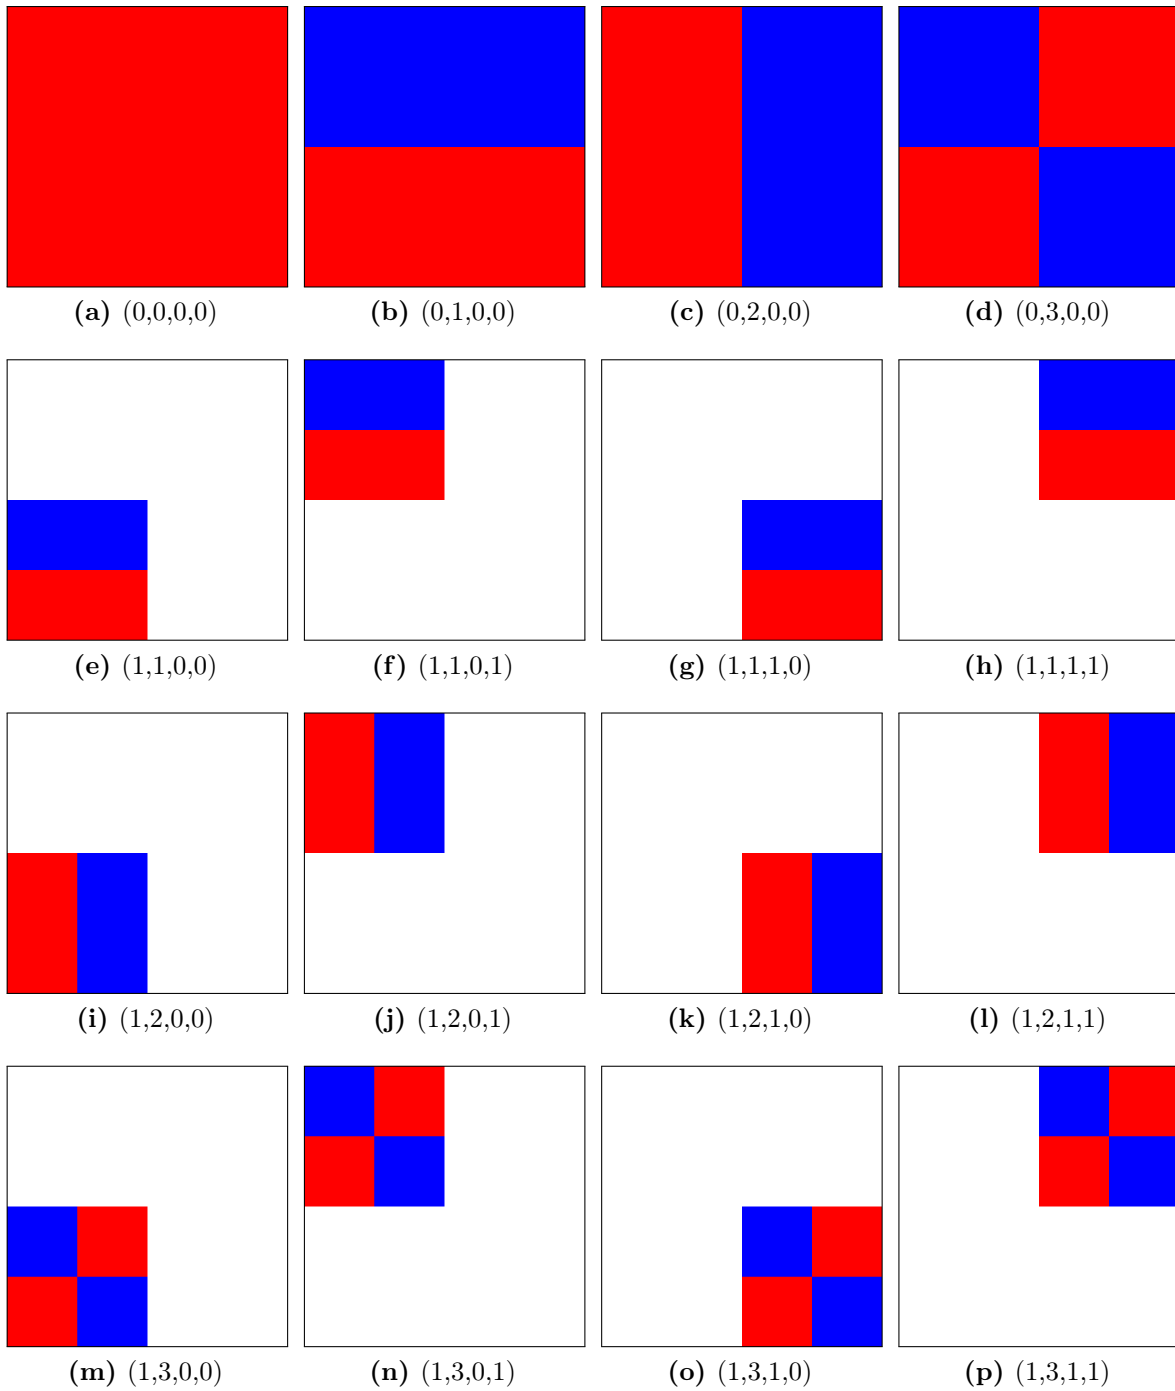 (a) (0,0,0,0)
(b) (0,1,0,0)
(c) (0,2,0,0)
(d) (0,3,0,0)
(e) (1,1,0,0)
(f) (1,1,0,1)
(g) (1,1,1,0)
(h) (1,1,1,1)
(i) (1,2,0,0)
(j) (1,2,0,1)
(k) (1,2,1,0)
(l) (1,2,1,1)
(m) (1,3,0,0)
(n) (1,3,0,1)
(o) (1,3,1,0)
(p) (1,3,1,1)